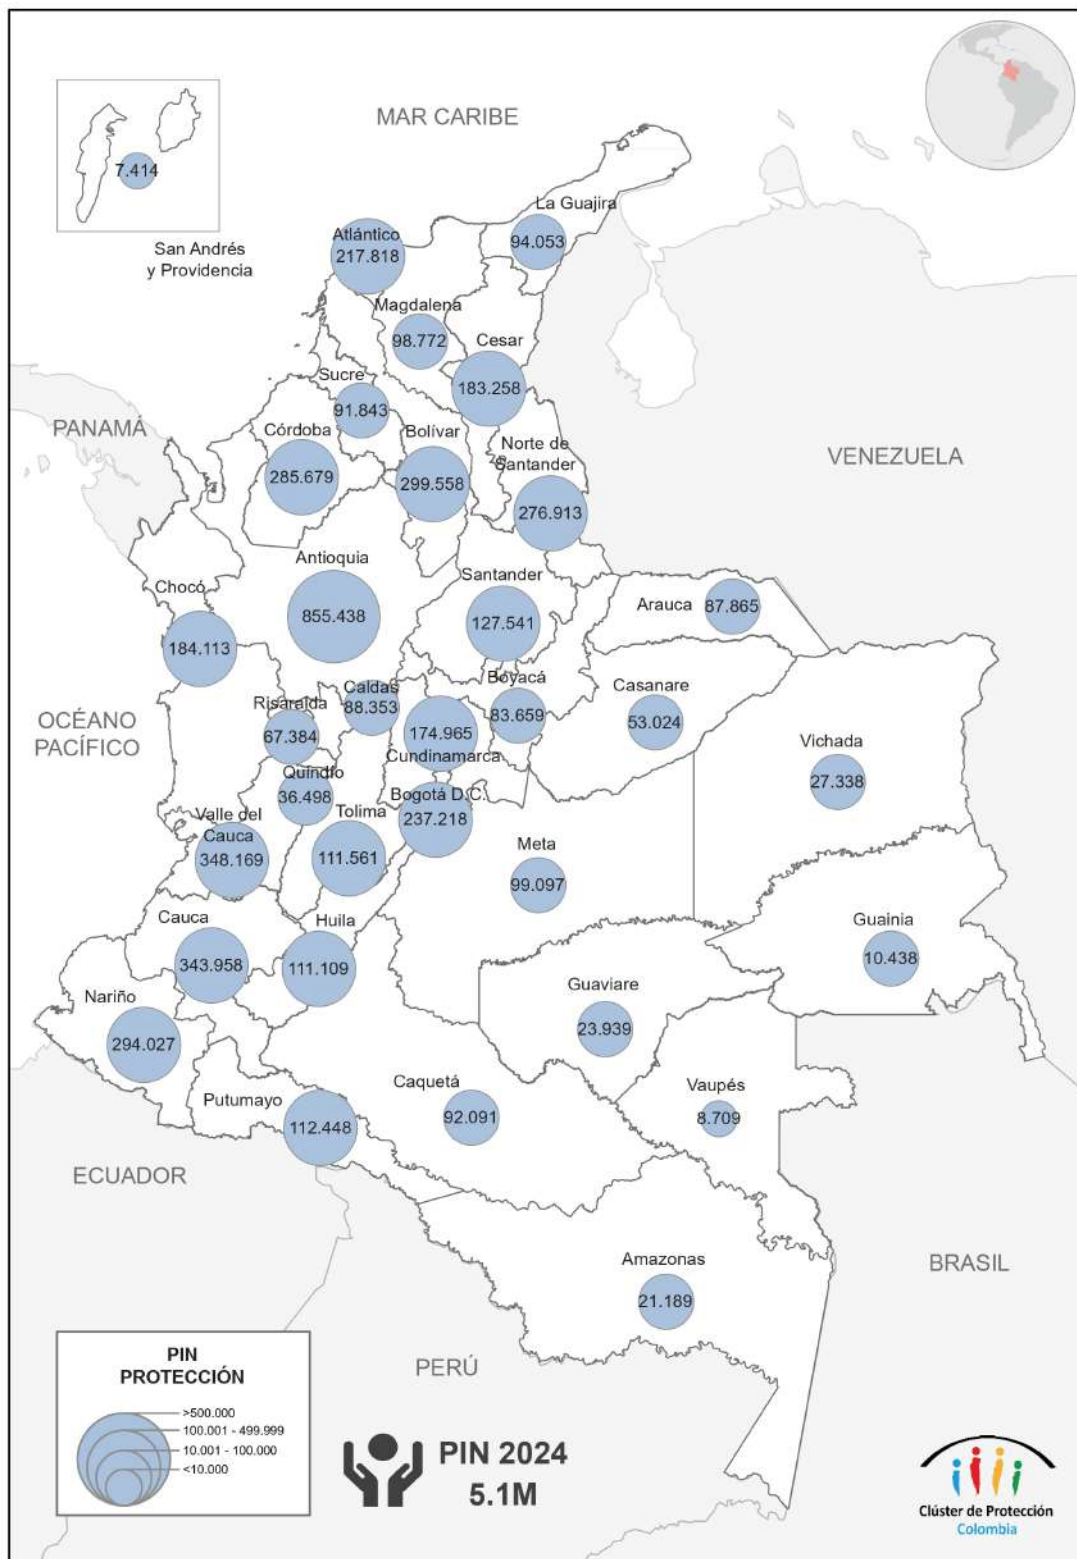 MAR CARIBE
7.414
San Andrés
y Providencia
La Guajira
94.053
Atlántico
217.818
Magdalena
98.772
Cesar
183.258
Sucre
91.843
PANAMÁ
Córdoba
285.679
Bolívar
299.558
Norte de
Santander
276.913
VENEZUELA
Antioquia
855.438
Chocó
184.113
Santander
127.541
Arauca
87.865
Boyacá
83.659
Casanare
53.024
Caldas
88.353
Risaralda
67.384
174.965
Cundinamarca
OCÉANO
PACÍFICO
Vichada
27.338
Quindío
36.498
Bogotá D.C.
237.218
Valle del
Cauca
348.169
Tolima
111.561
Meta
99.097
Cauca
343.958
Huila
111.109
Guainia
10.438
Nariño
294.027
Guaviare
23.939
Putumayo
112.448
Caquetá
92.091
Vaupés
8.709
ECUADOR
Amazonas
21.189
BRASIL
PERÚ
PIN
PROTECCIÓN
>500.000
100.001 - 499.999
10.001 - 100.000
<10.000
PIN 2024
5.1M
Clúster de Protección
Colombia